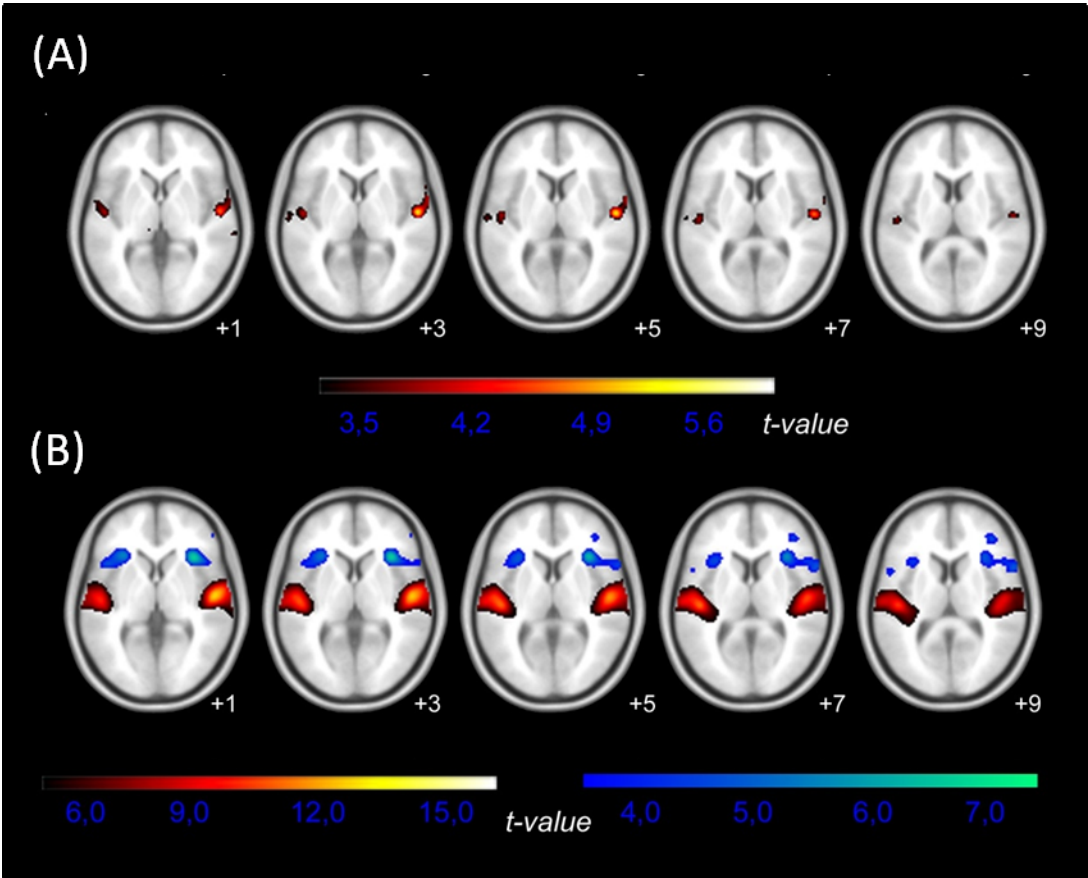 (A)
+1 +3 +5 +7 +9
3,5 4,2 4,9 5,6 t-value
(B)
+1 +3 +5 +7 +9
6,0 9,0 12,0 15,0 t-value 4,0 5,0 6,0 7,0